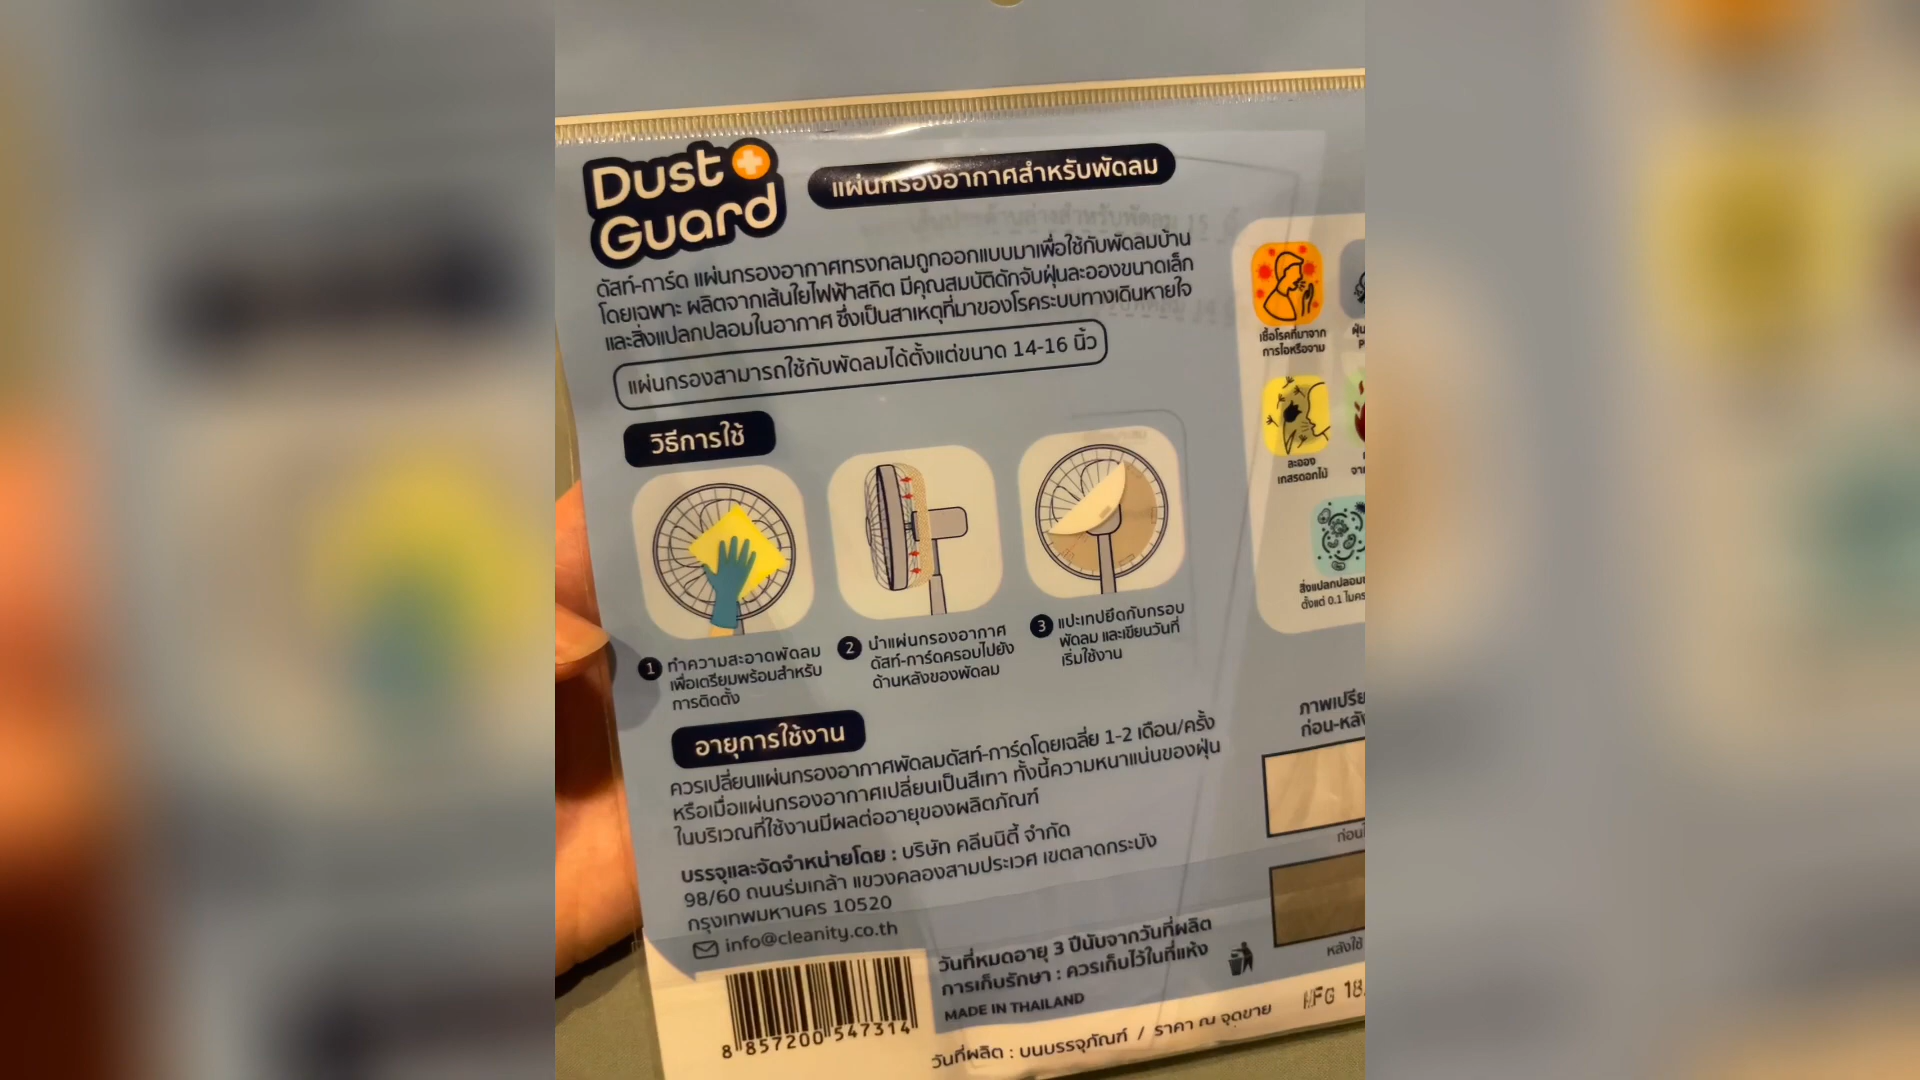 Dust
Guard
แผ่นกรองอากาศสำหรับพัดลม
ดัสท์-การ์ด แผ่นกรองอากาศทรงกลมถูกออกแบบมาเพื่อใช้กับพัดลมบ้าน
โดยเฉพาะ ผลิตจากเส้นใยไฟฟ้าสถิต มีคุณสมบัติดักจับฝุ่นละอองขนาดเล็ก
และสิ่งแปลกปลอมในอากาศ ซึ่งเป็นสาเหตุที่มาของโรคระบบทางเดินหายใจ
แผ่นกรองสามารถใช้กับพัดลมได้ตั้งแต่ขนาด 14-16 นิ้ว
วิธีการใช้
1 ทำความสะอาดพัดลม
เพื่อเตรียมพร้อมสำหรับ
การติดตั้ง
2 นำแผ่นกรองอากาศ
ดัสท์-การ์ดครอบไปยัง
ด้านหลังของพัดลม
3 แปะเทปยึดกับกรอบ
พัดลม และเขียนวันที่
เริ่มใช้งาน
อายุการใช้งาน
ควรเปลี่ยนแผ่นกรองอากาศพัดลมดัสท์-การ์ดโดยเฉลี่ย 1-2 เดือน/ครั้ง
หรือเมื่อแผ่นกรองอากาศเปลี่ยนเป็นสีเทา ทั้งนี้ความหนาแน่นของฝุ่น
ในบริเวณที่ใช้งานมีผลต่ออายุของผลิตภัณฑ์
บรรจุและจัดจำหน่ายโดย : บริษัท คลีนนิตี้ จำกัด
98/60 ถนนร่มเกล้า แขวงคลองสามประเวศ เขตลาดกระบัง
กรุงเทพมหานคร 10520
info@cleanity.co.th
8 857200 547314
วันที่หมดอายุ 3 ปีนับจากวันที่ผลิต
การเก็บรักษา : ควรเก็บไว้ในที่แห้ง
MADE IN THAILAND
วันที่ผลิต : บนบรรจุภัณฑ์ / ราคา ณ จุดขาย
MFG 18
เชื้อโรคที่มาจาก
การไอหรือจาม
ละออง
เกสรดอกไม้
สิ่งแปลกปลอม
ตั้งแต่ 0.1 ไมคร
ภาพเปรีย
ก่อน-หลัง
ก่อนใ
หลังใช้